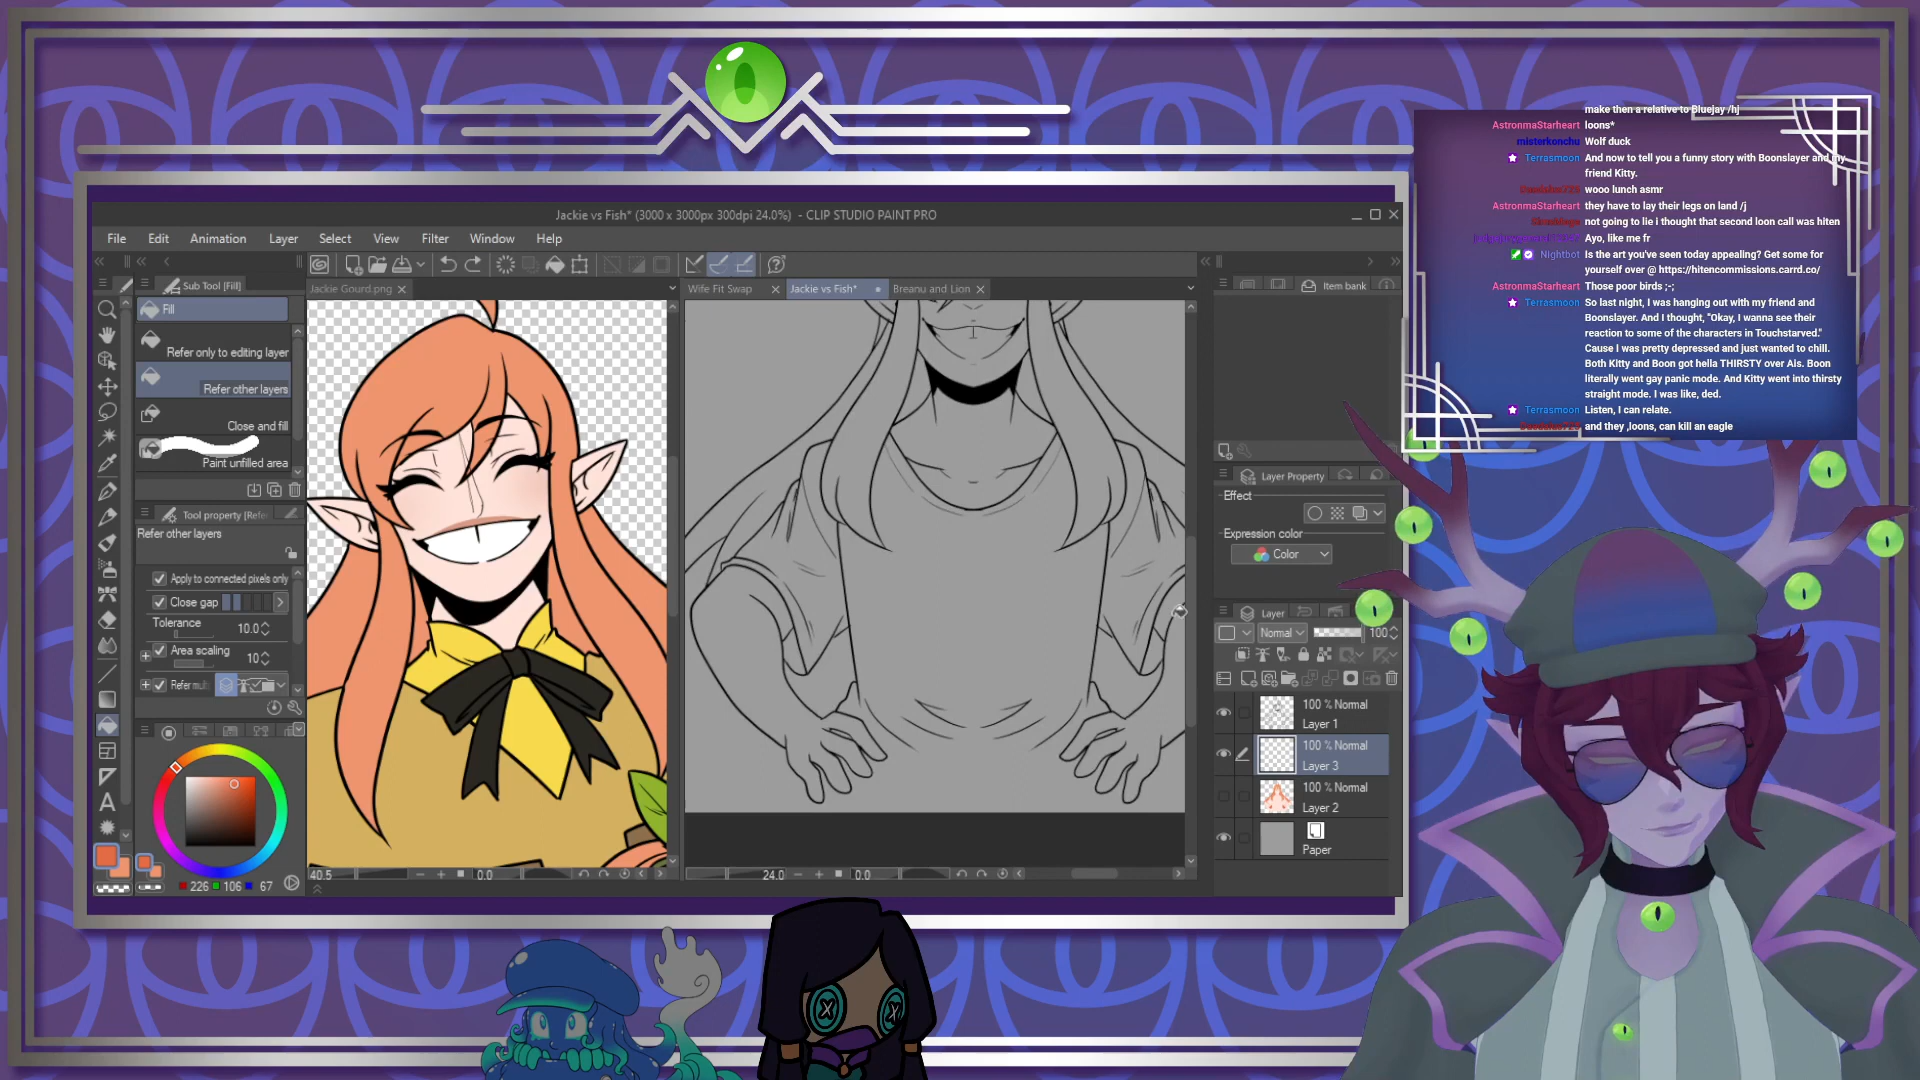 Jackie vs Fish* (3000 x 3000px 300dpi 24.0%) - CLIP STUDIO PAINT PRO
File Edit Animation Layer Select View Filter Window Help
Sub Tool [Fill]
Fill
Refer only to editing layer
Refer other layers
Close and fill
Paint unfilled area
Tool property [Refer
Refer other layers
Apply to connected pixels only
Close gap
Tolerance 10.0
Area scaling 10
Refer mult
226 106 67
Jackie Gourd.png
Wife Fit Swap
Jackie vs Fish*
Breanu and Lion
40.5 0.0
24.0 0.0
Item bank
Layer Property
Effect
Expression color
Color
Layer
Normal 100
100 % Normal
Layer 1
100 % Normal
Layer 3
100 % Normal
Layer 2
Paper
make then a relative to Bluejay /hj
AstronmaStarheart loons*
misterkonchu Wolf duck
Terrasmoon And now to tell you a funny story with Boonslayer and my
friend Kitty.
wooo lunch asmr
AstronmaStarheart they have to lay their legs on land /j
not going to lie i thought that second loon call was hiten
Ayo, like me fr
Nightbot Is the art you've seen today appealing? Get some for
yourself over @ https://hitencommissions.carrd.co/
AstronmaStarheart Those poor birds ;-;
Terrasmoon So last night, I was hanging out with my friend and
Boonslayer. And I thought, "Okay, I wanna see their
reaction to some of the characters in Touchstarved."
Cause I was pretty depressed and just wanted to chill.
Both Kitty and Boon got hella THIRSTY over Ais. Boon
literally went gay panic mode. And Kitty went into thirsty
straight mode. I was like, ded.
Terrasmoon Listen, I can relate.
and they ,loons, can kill an eagle